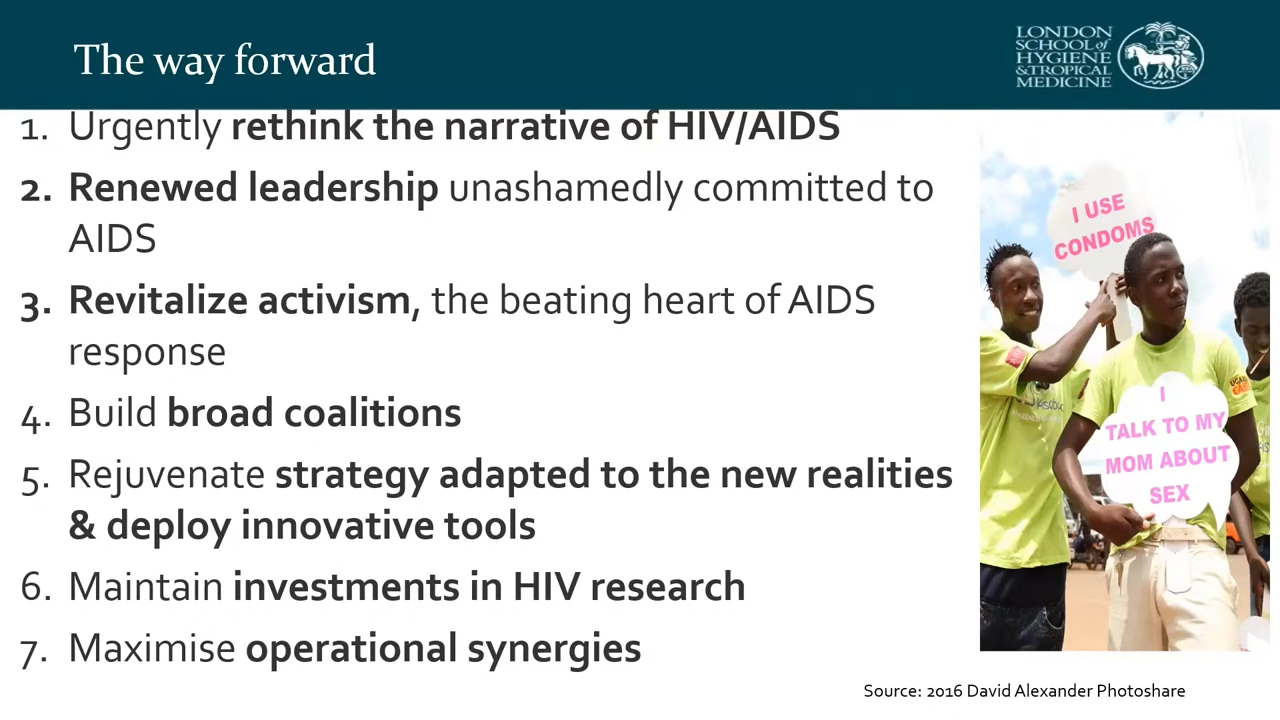 The way forward
LONDON
SCHOOL of
HYGIENE
& TROPICAL
MEDICINE
1. Urgently rethink the narrative of HIV/AIDS
2. Renewed leadership unashamedly committed to
AIDS
3. Revitalize activism, the beating heart of AIDS
response
4. Build broad coalitions
5. Rejuvenate strategy adapted to the new realities
& deploy innovative tools
6. Maintain investments in HIV research
7. Maximise operational synergies
I USE
CONDOMS
I
TALK TO MY
MOM ABOUT
SEX
Source: 2016 David Alexander Photoshare